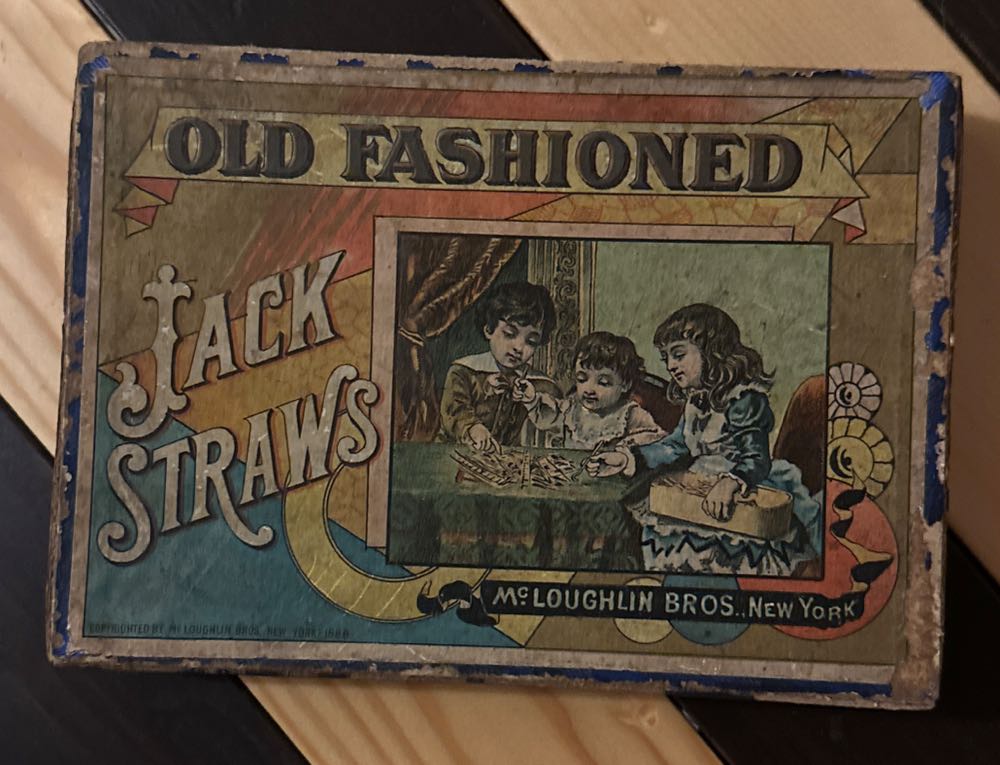 OLD FASHIONED
JACK
STRAWS
McLOUGHLIN BROS., NEW YORK
COPYRIGHTED BY McLOUGHLIN BROS. NEW YORK, 1888